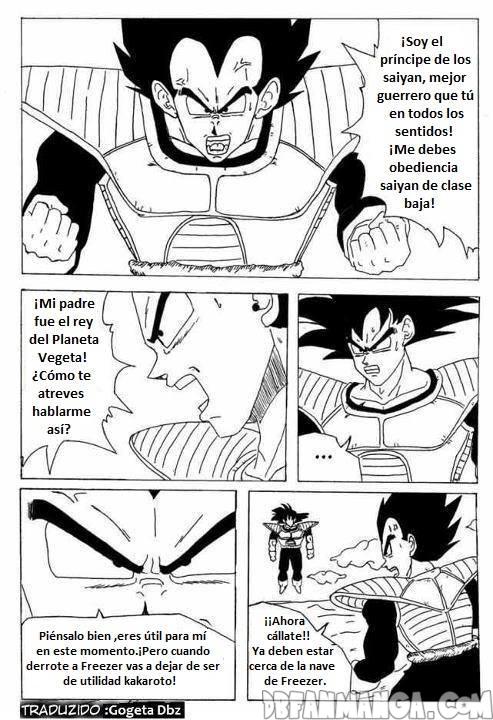 ¡Soy el
príncipe de los
saiyan, mejor
guerrero que tú
en todos los
sentidos!
¡Me debes
obediencia
saiyan de clase
baja!
¡Mi padre
fue el rey
del Planeta
Vegeta!
¿Cómo te
atreves
hablarme
así?
...
Piénsalo bien ,eres útil para mí
en este momento.¡Pero cuando
derrote a Freezer vas a dejar de ser
de utilidad kakaroto!
¡¡Ahora
cállate!!
Ya deben estar
cerca de la nave
de Freezer.
TRADUZIDO :Gogeta Dbz
DBFANMANGA.COM